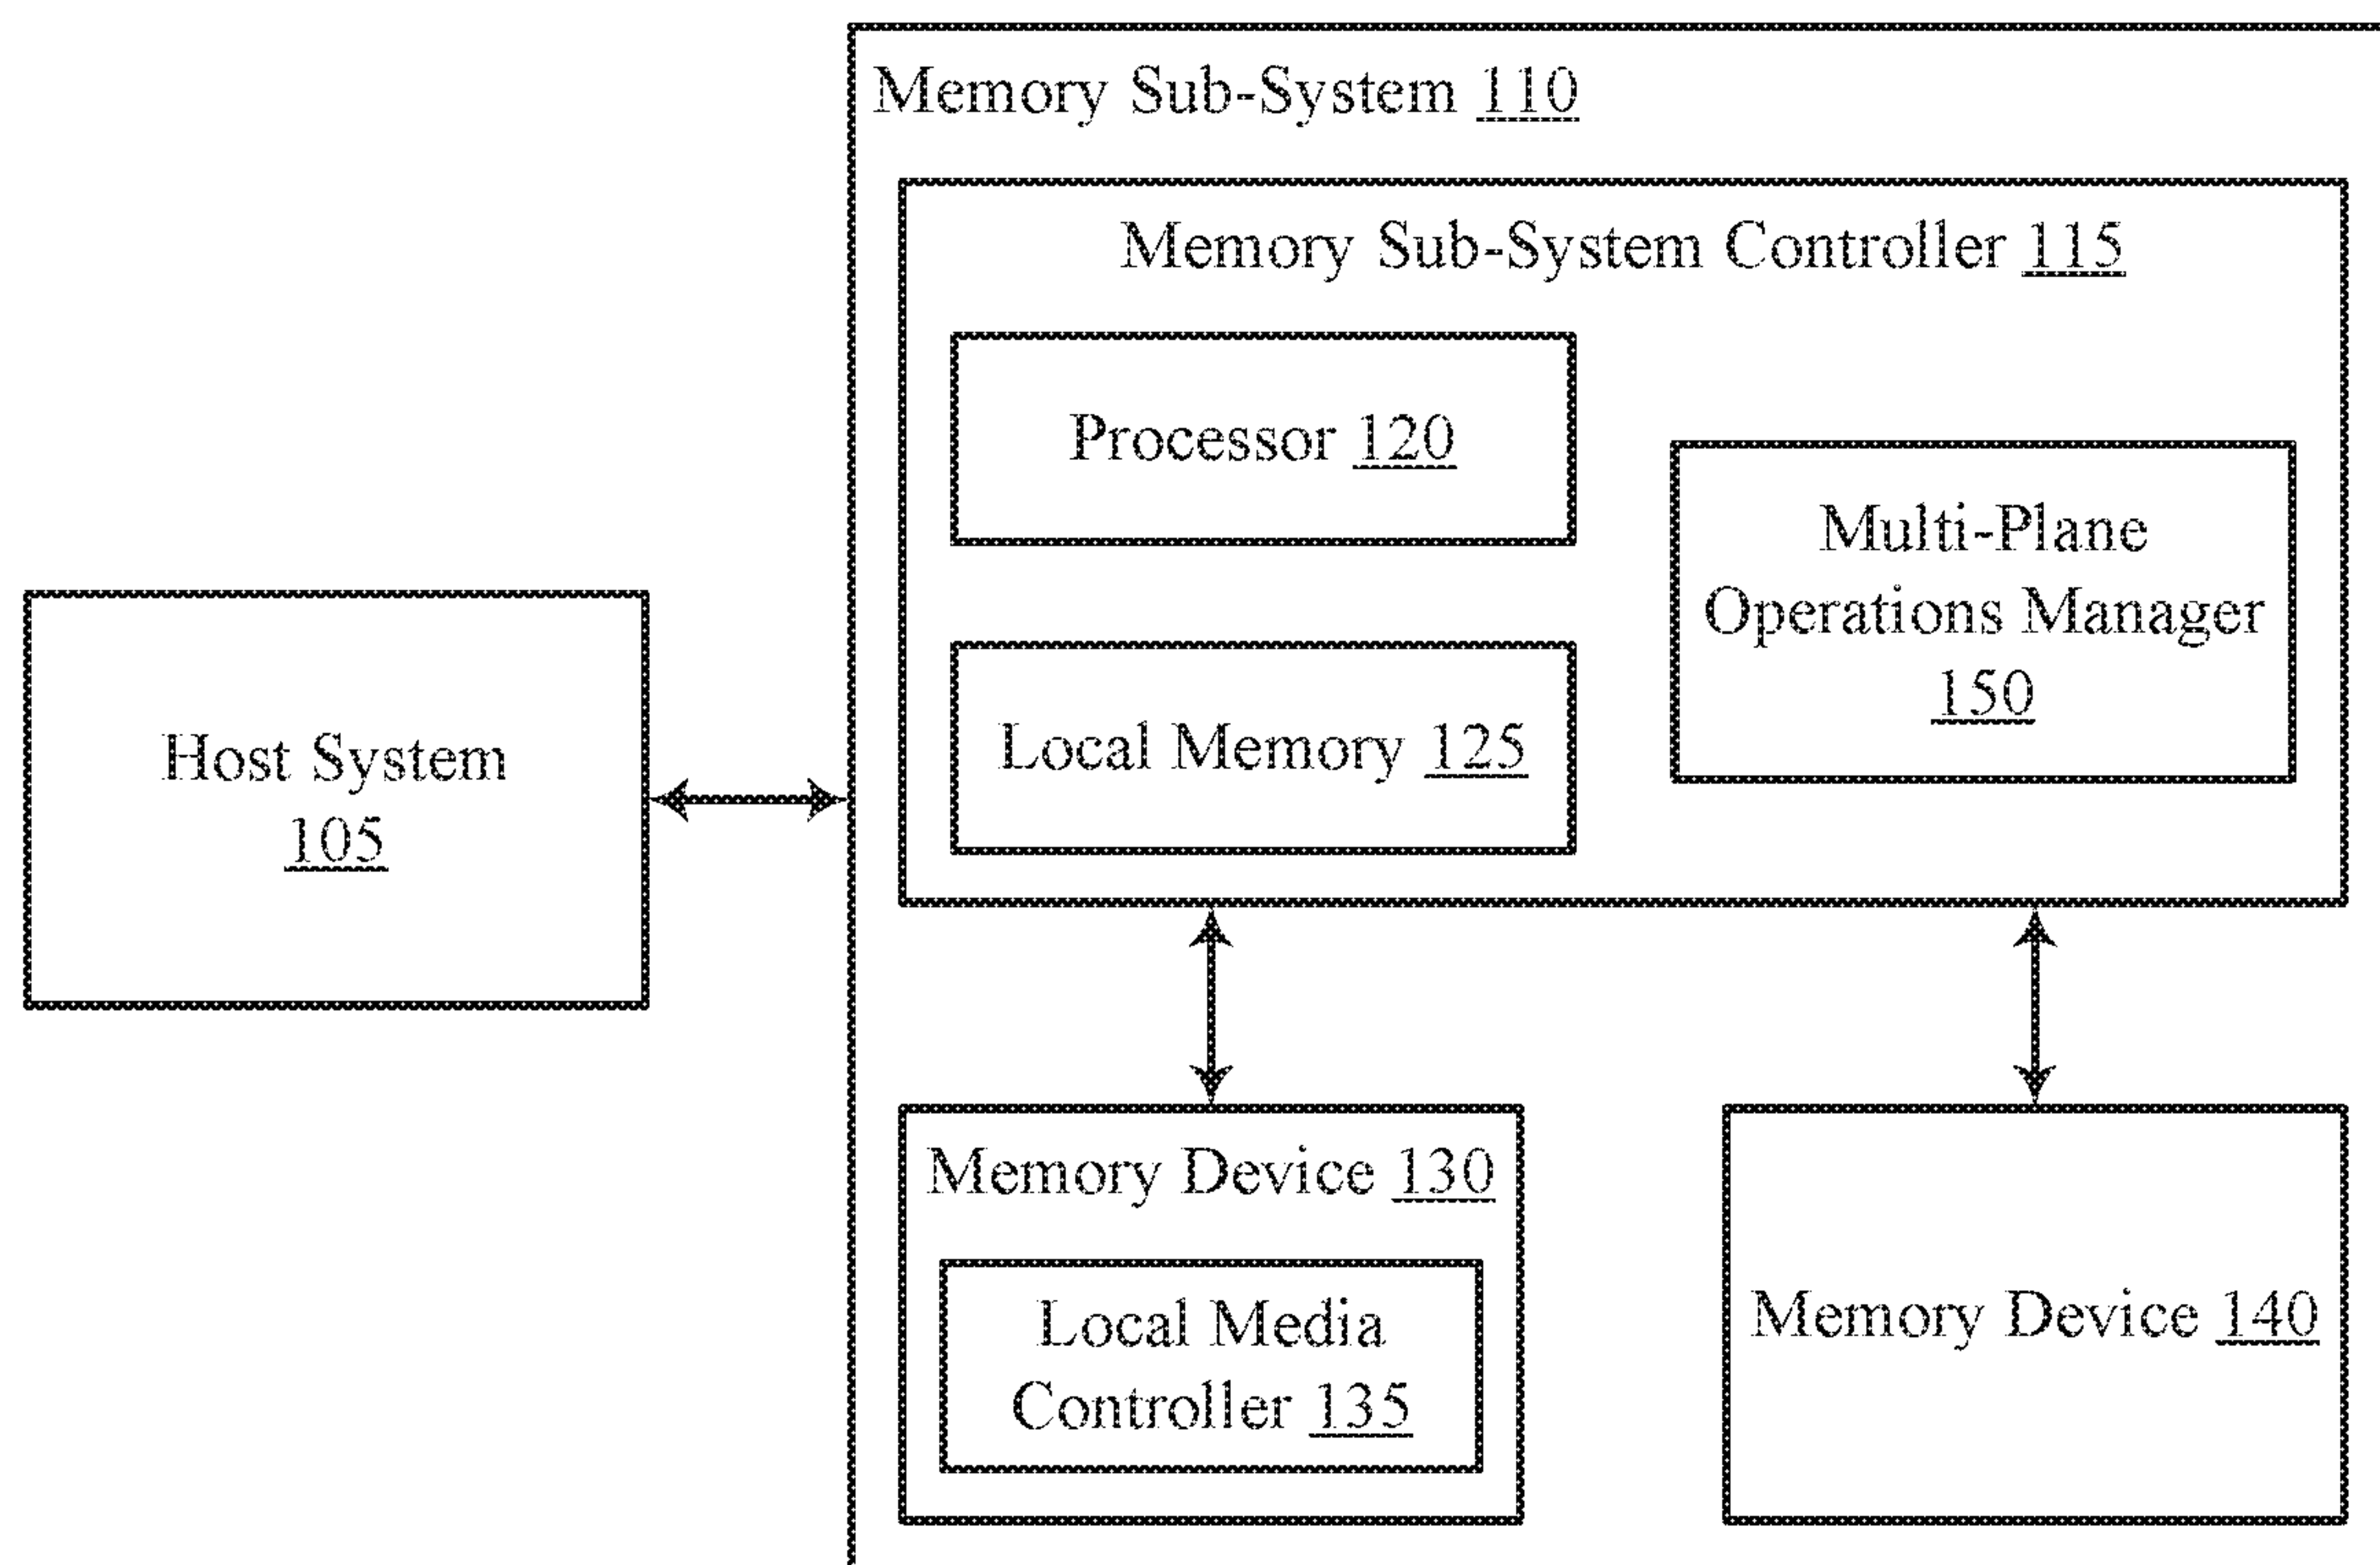 Memory Sub-System 110
Memory Sub-System Controller 115
Processor 120
Multi-Plane
Operations Manager
150
Local Memory 125
Host System
105
Memory Device 130
Local Media
Controller 135
Memory Device 140